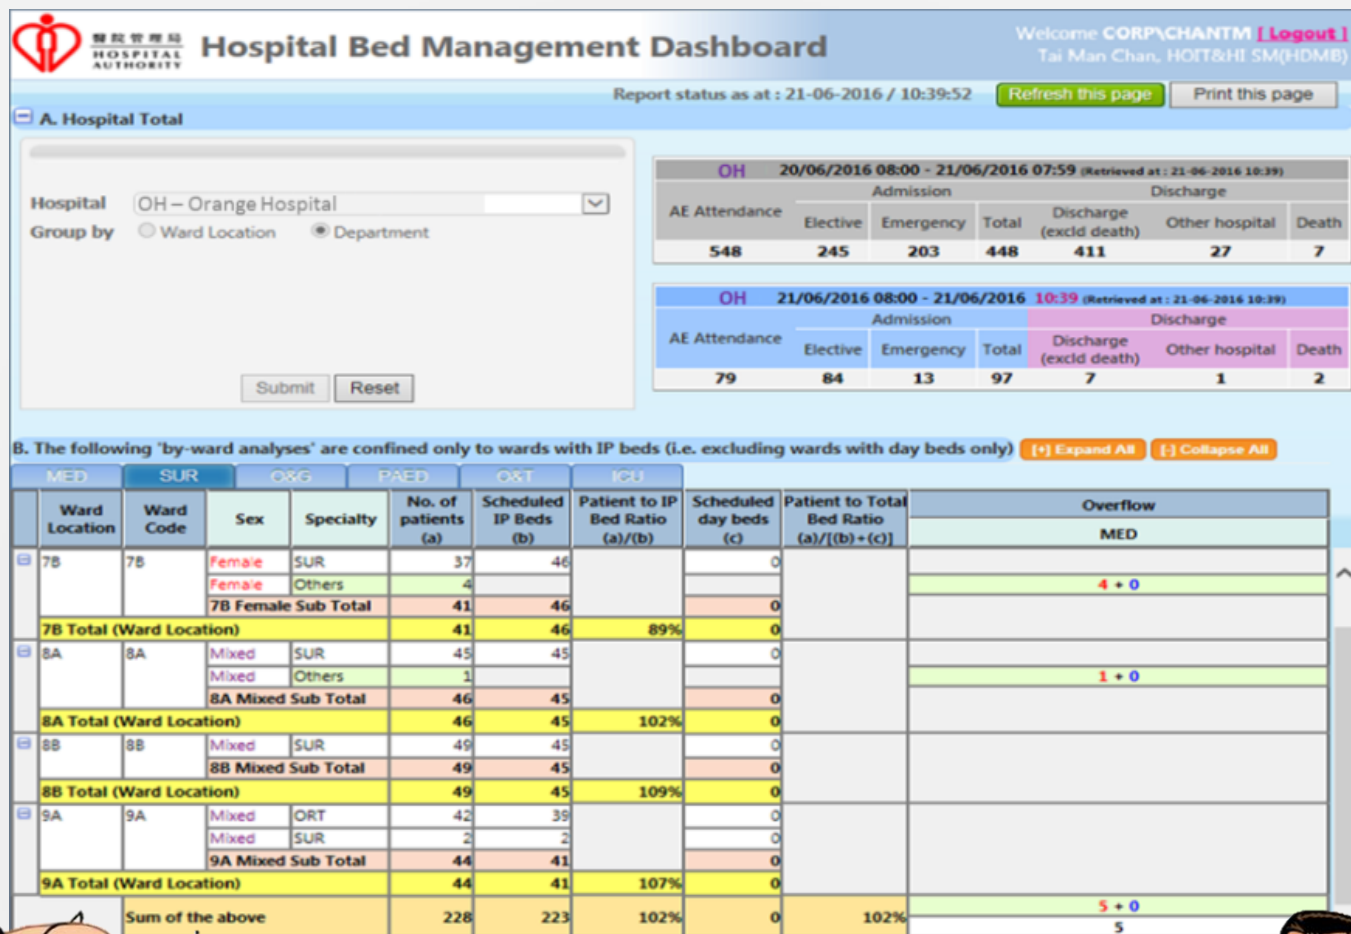 醫院管理局
HOSPITAL
AUTHORITY
Hospital Bed Management Dashboard
Welcome CORP\CHANTM [ Logout ]
Tai Man Chan, HOIT&HI SM(HDMB)
Report status as at : 21-06-2016 / 10:39:52 Refresh this page Print this page
A. Hospital Total
Hospital OH – Orange Hospital
Group by Ward Location Department
Submit Reset
OH 20/06/2016 08:00 - 21/06/2016 07:59 (Retrieved at : 21-06-2016 10:39)
AE Attendance Admission Discharge
Elective Emergency Total Discharge (excld death) Other hospital Death
548 245 203 448 411 27 7
OH 21/06/2016 08:00 - 21/06/2016 10:39 (Retrieved at : 21-06-2016 10:39)
AE Attendance Admission Discharge
Elective Emergency Total Discharge (excld death) Other hospital Death
79 84 13 97 7 1 2
B. The following 'by-ward analyses' are confined only to wards with IP beds (i.e. excluding wards with day beds only) [+] Expand All [-] Collapse All
MED SUR O&G PAED O&T ICU
Ward Location Ward Code Sex Specialty No. of patients (a) Scheduled IP Beds (b) Patient to IP Bed Ratio (a)/(b) Scheduled day beds (c) Patient to Total Bed Ratio (a)/[(b)+(c)] Overflow
MED
7B 7B Female SUR 37 46 0
Female Others 4 4 + 0
7B Female Sub Total 41 46 0
7B Total (Ward Location) 41 46 89% 0
8A 8A Mixed SUR 45 45 0
Mixed Others 1 1 + 0
8A Mixed Sub Total 46 45 0
8A Total (Ward Location) 46 45 102% 0
8B 8B Mixed SUR 49 45 0
8B Mixed Sub Total 49 45 0
8B Total (Ward Location) 49 45 109% 0
9A 9A Mixed ORT 42 39 0
Mixed SUR 2 2 0
9A Mixed Sub Total 44 41 0
9A Total (Ward Location) 44 41 107% 0
Sum of the above 228 223 102% 0 102% 5 + 0
5